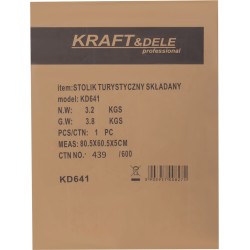 KRAFT&DELE
professional
Item:STOLIK TURYSTYCZNY SKŁADANY
model: KD641
N.W: 3.2 KGS
G.W: 3.8 KGS
PCS/CTN: 1 PC
MEAS: 80.5X60.5X5CM
CTN NO.: 439 /600
KD641